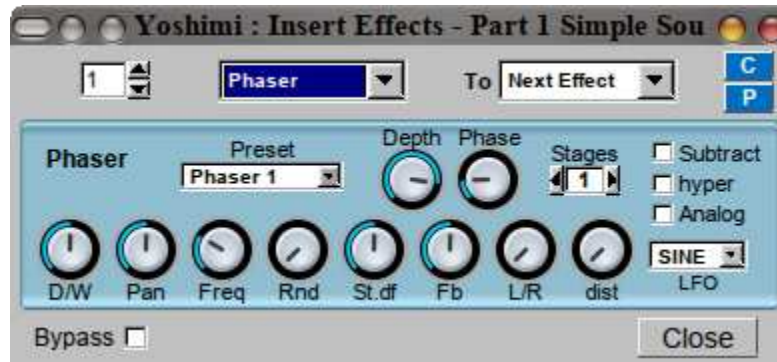 Yoshimi : Insert Effects - Part 1 Simple Sou
1 Phaser To Next Effect C
P
Phaser Preset Depth Phase Stages Subtract
Phaser 1 1 hyper
Analog
SINE
D/W Pan Freq Rnd St.df Fb L/R dist LFO
Bypass Close